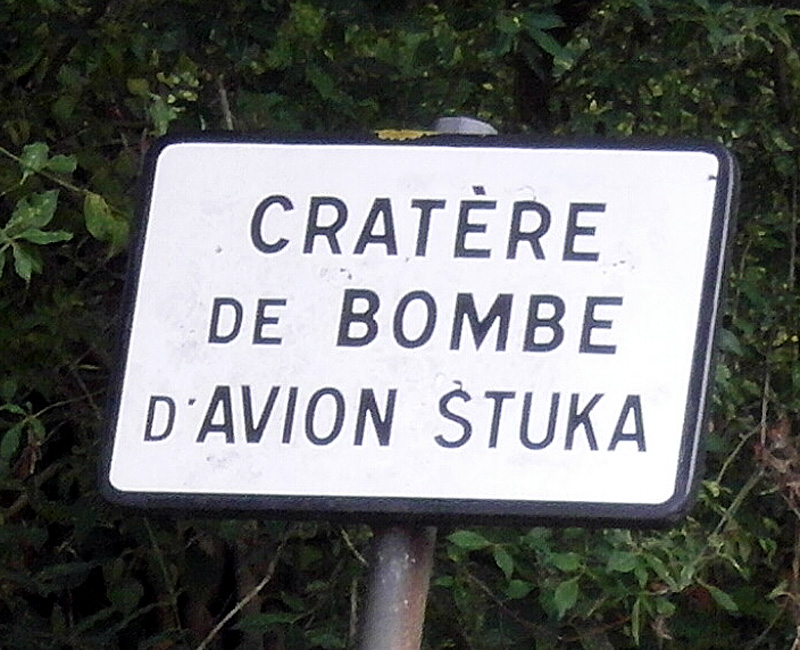 CRATÈRE
DE BOMBE
D'AVION STUKA